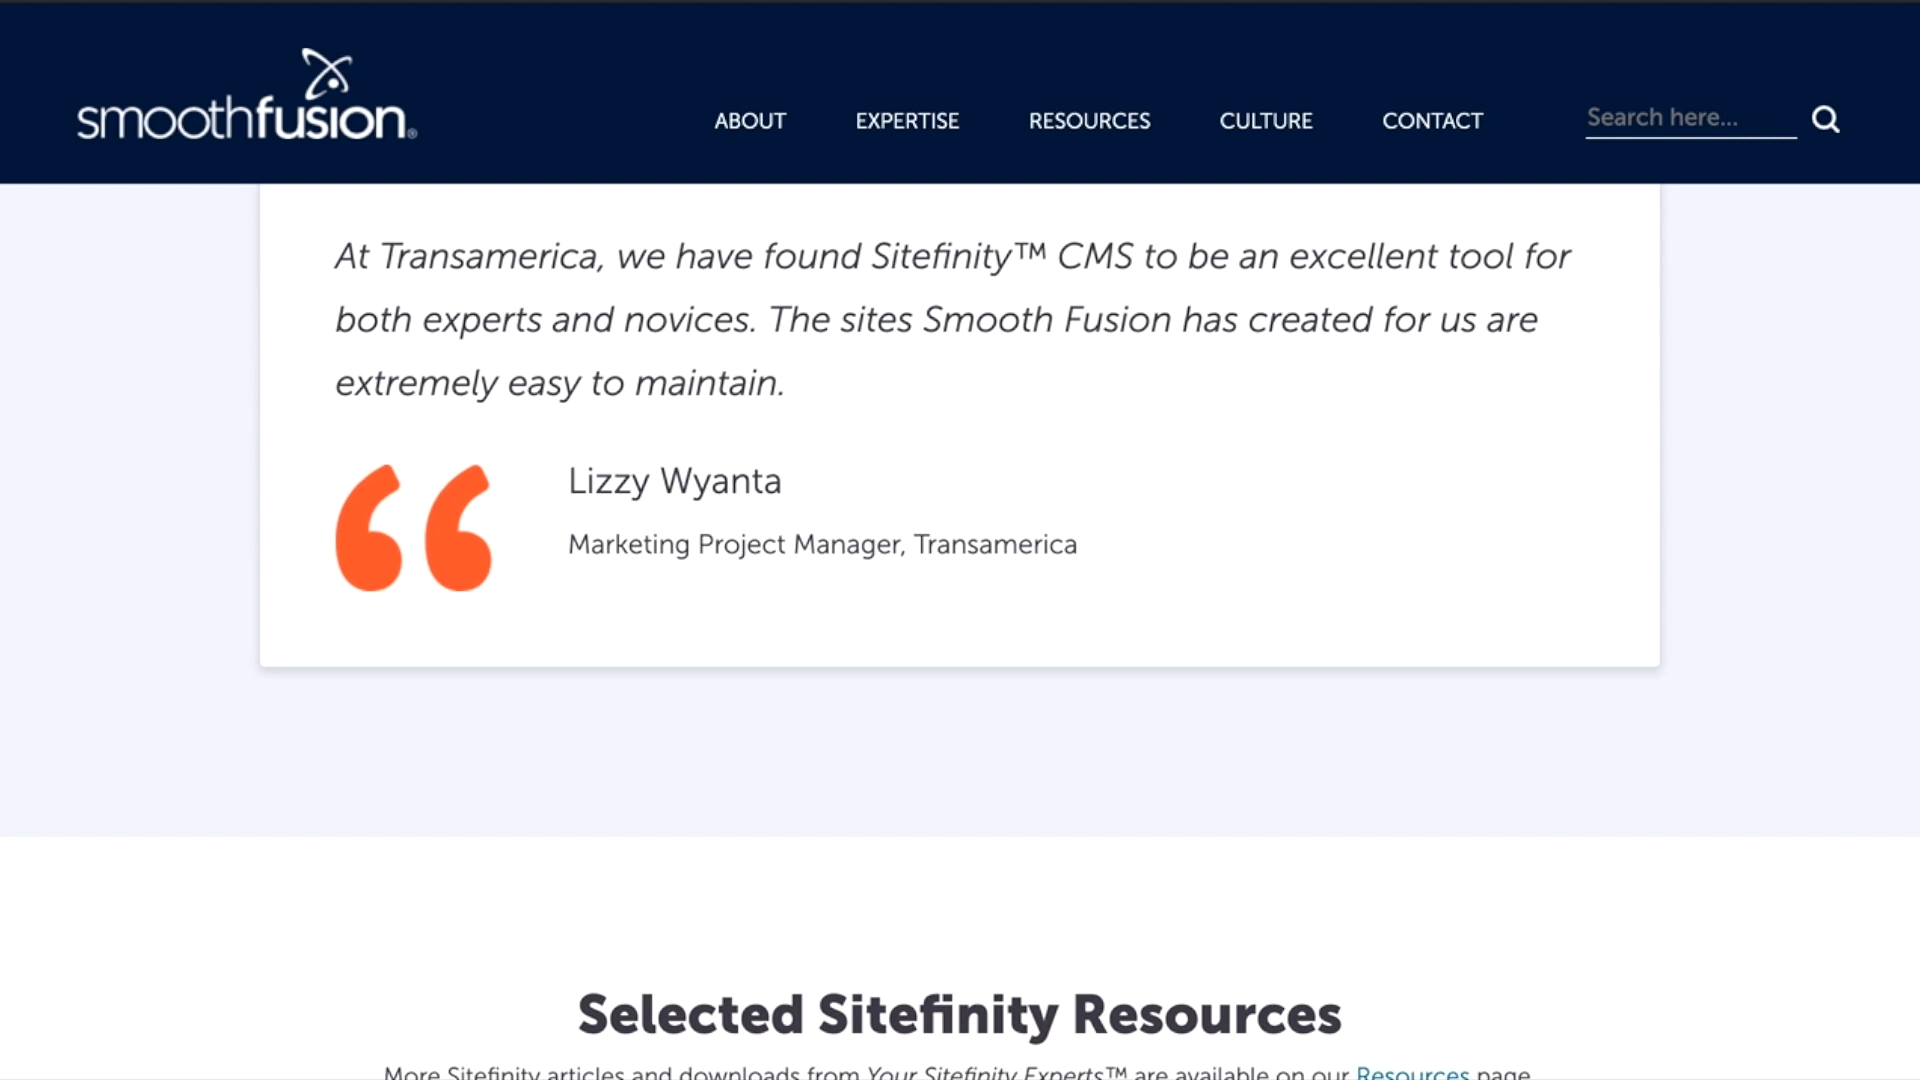 smoothfusion®
ABOUT
EXPERTISE
RESOURCES
CULTURE
CONTACT
Search here...
At Transamerica, we have found Sitefinity™ CMS to be an excellent tool for
both experts and novices. The sites Smooth Fusion has created for us are
extremely easy to maintain.
Lizzy Wyanta
Marketing Project Manager, Transamerica
Selected Sitefinity Resources
More Sitefinity articles and downloads from Your Sitefinity Experts™ are available on our Resources page